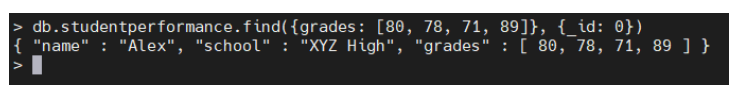 > db.studentperformance.find({grades: [80, 78, 71, 89]}, {_id: 0})
{ "name" : "Alex", "school" : "XYZ High", "grades" : [ 80, 78, 71, 89 ] }
>